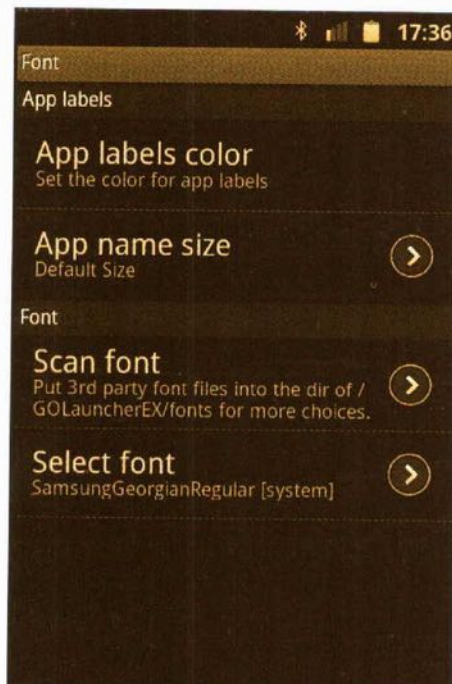 17:36
Font
App labels
App labels color
Set the color for app labels
App name size
Default Size
Font
Scan font
Put 3rd party font files into the dir of /
GOLauncherEX/fonts for more choices.
Select font
SamsungGeorgianRegular [system]